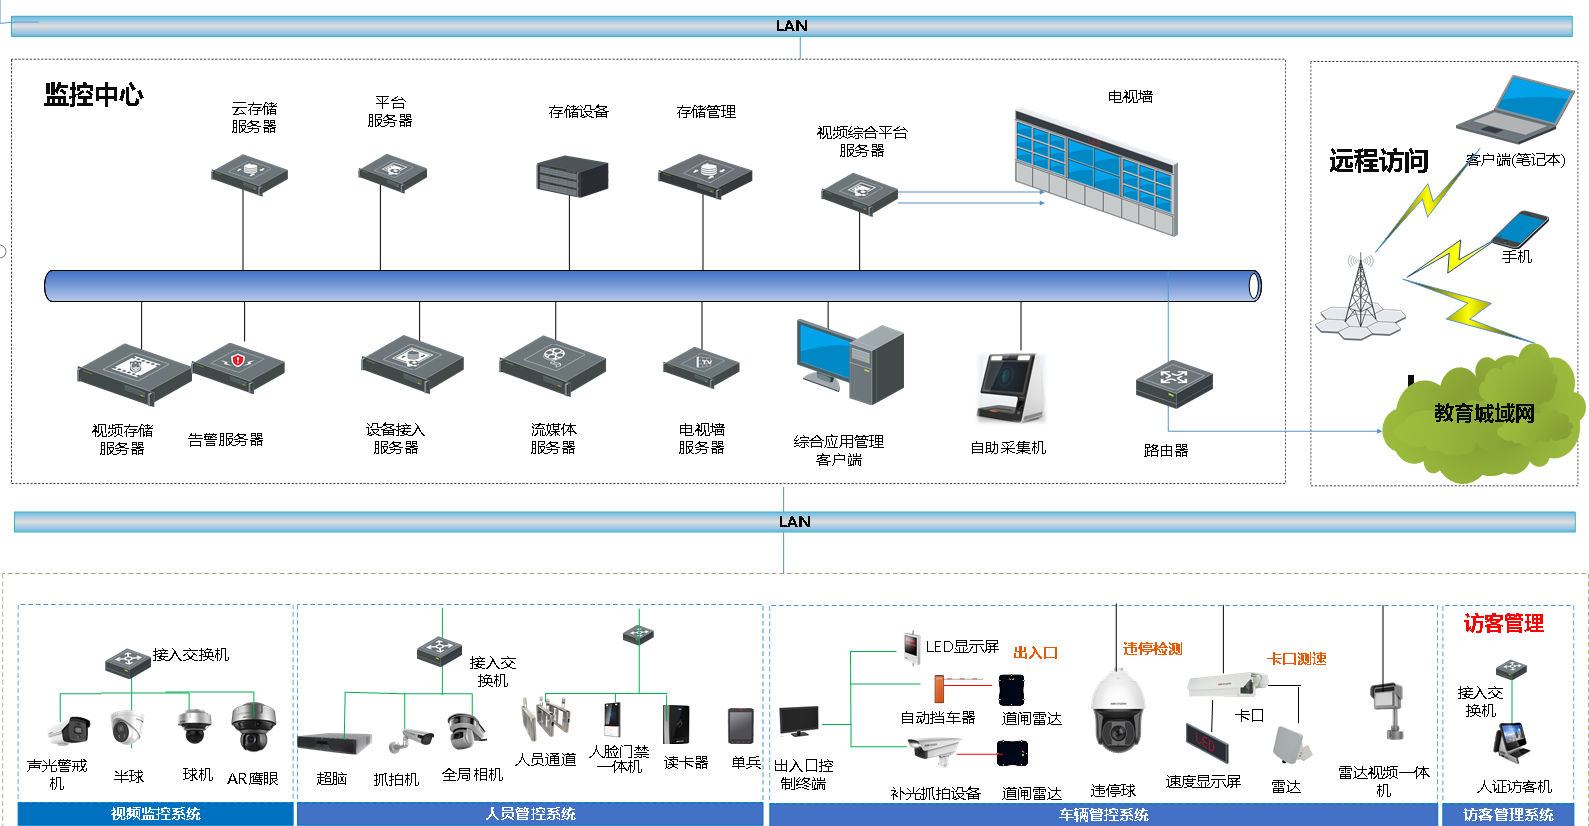 LAN
监控中心
云存储
服务器
平台
服务器
存储设备
存储管理
视频综合平台
服务器
电视墙
远程访问
客户端(笔记本)
手机
教育城域网
视频存储
服务器
告警服务器
设备接入
服务器
流媒体
服务器
TV
电视墙
服务器
综合应用管理
客户端
自助采集机
路由器
LAN
接入交换机
声光警戒
机
半球
球机
AR鹰眼
视频监控系统
接入交
换机
超脑
抓拍机
全局相机
人员通道
人脸门禁
一体机
读卡器
单兵
人员管控系统
出入口控
制终端
LED显示屏
出入口
自动挡车器
道闸雷达
补光抓拍设备
道闸雷达
违停检测
违停球
卡口测速
卡口
LED
速度显示屏
雷达
雷达视频一体
机
车辆管控系统
访客管理
接入交
换机
人证访客机
访客管理系统